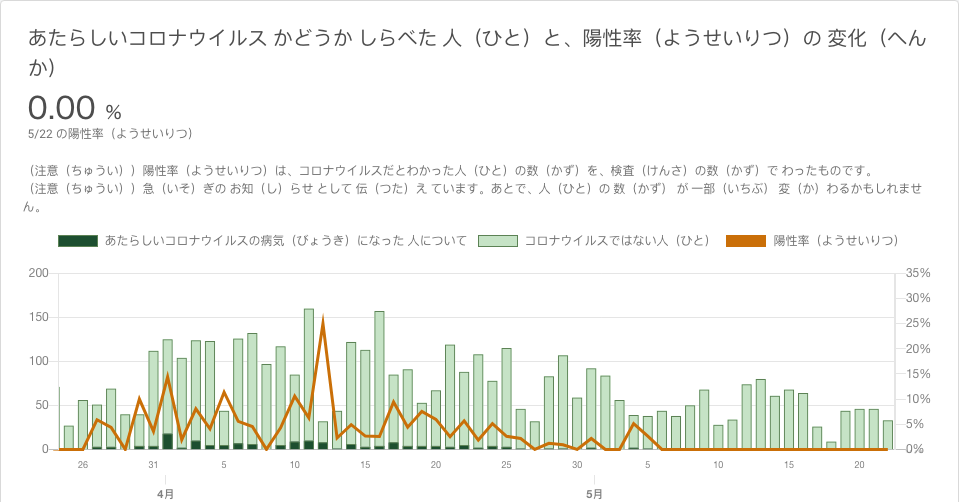 あたらしいコロナウイルス かどうか しらべた 人（ひと）と、陽性率（ようせいりつ）の 変化（へん
か）
0.00 %
5/22 の陽性率（ようせいりつ）
（注意（ちゅうい））陽性率（ようせいりつ）は、コロナウイルスだとわかった人（ひと）の数（かず）を、検査（けんさ）の数（かず）で わったものです。
（注意（ちゅうい））急（いそ）ぎの お知（し）らせ として 伝（つた）え ています。あとで、人（ひと）の 数（かず） が 一部（いちぶ） 変（か）わるかもしれませ
ん。
あたらしいコロナウイルスの病気（びょうき）になった 人について コロナウイルスではない人（ひと） 陽性率（ようせいりつ）
200 35%
30%
150 25%
20%
100 15%
50 10%
5%
0 0%
26 31 5 10 15 20 25 30 5 10 15 20
4月 5月